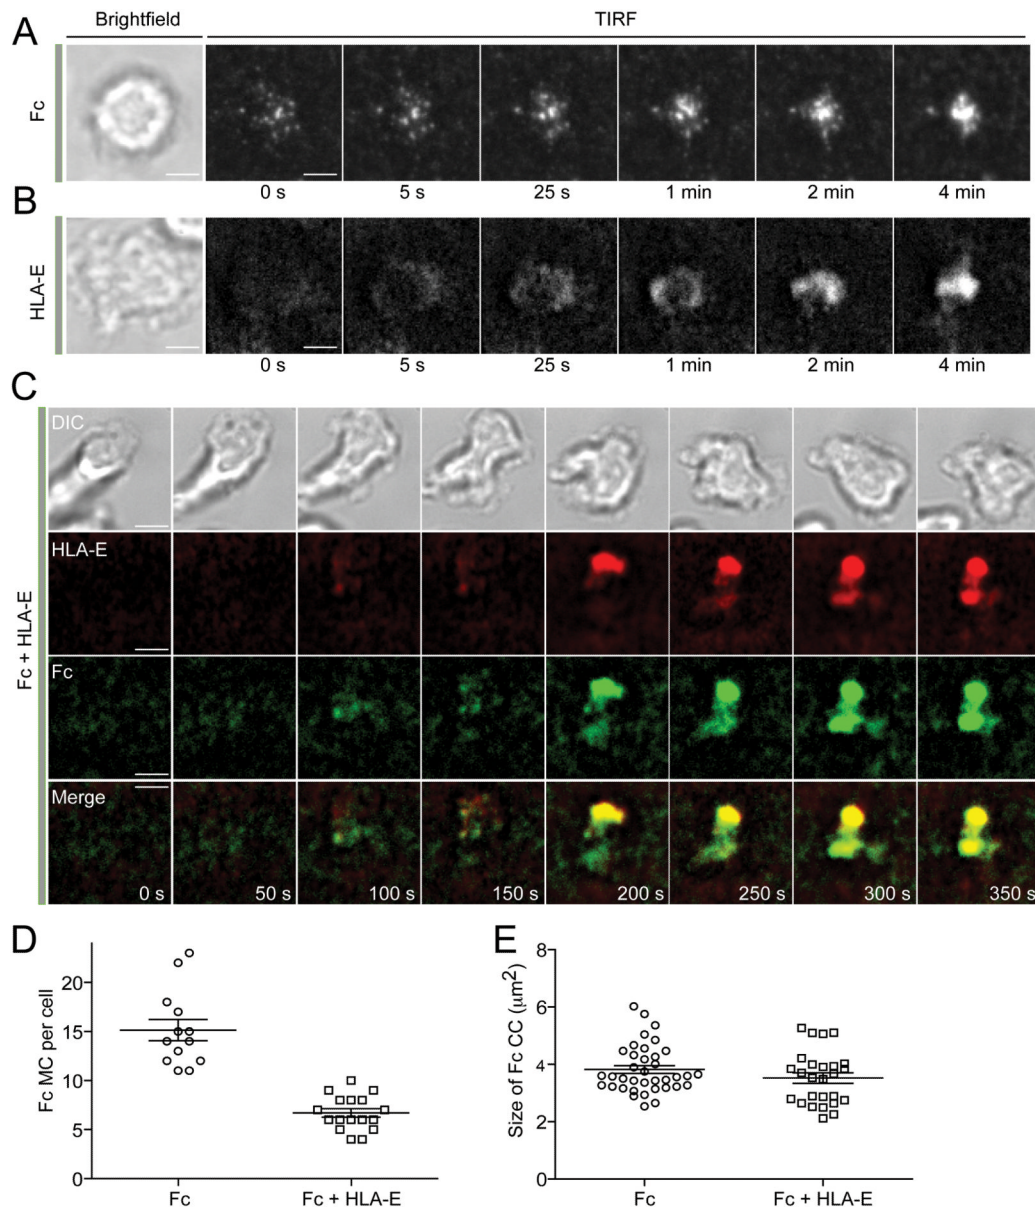 A
Brightfield
TIRF
Fc
0 s 5 s 25 s 1 min 2 min 4 min
B
HLA-E
0 s 5 s 25 s 1 min 2 min 4 min
C
Fc + HLA-E
DIC
HLA-E
Fc
Merge
0 s 50 s 100 s 150 s 200 s 250 s 300 s 350 s
D
Fc MC per cell
20
15
10
5
0
Fc Fc + HLA-E
E
Size of Fc CC (μm²)
8
6
4
2
0
Fc Fc + HLA-E